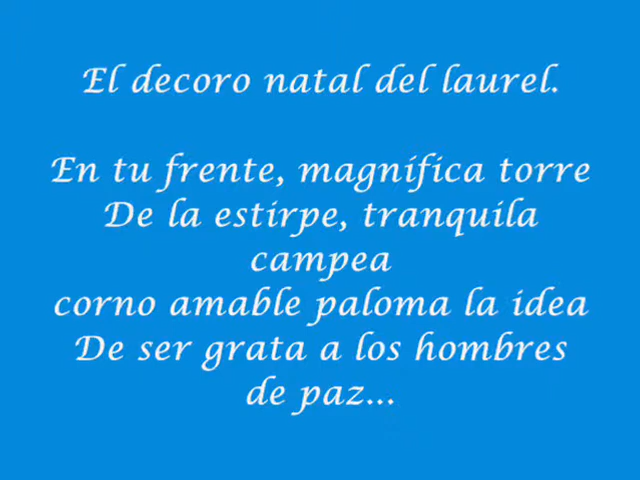 El decoro natal del laurel.
En tu frente, magnífica torre
De la estirpe, tranquila
campea
corno amable paloma la idea
De ser grata a los hombres
de paz...